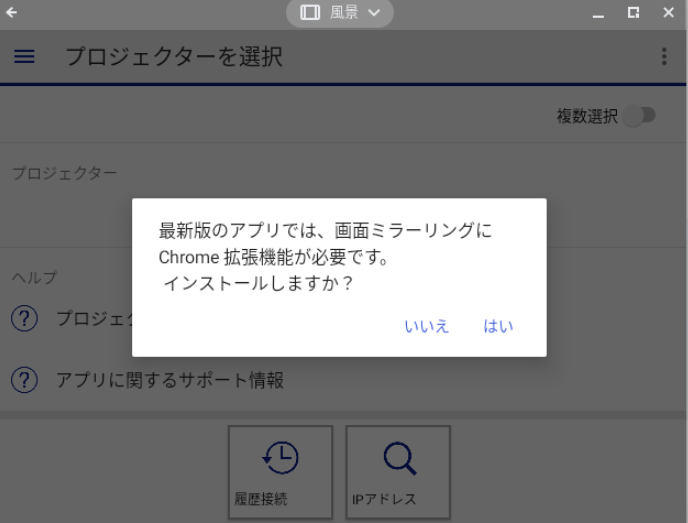 風景
プロジェクターを選択
複数選択
プロジェクター
最新版のアプリでは、画面ミラーリングに
Chrome 拡張機能が必要です。
インストールしますか？
いいえ はい
ヘルプ
プロジェク
アプリに関するサポート情報
履歴接続 IPアドレス